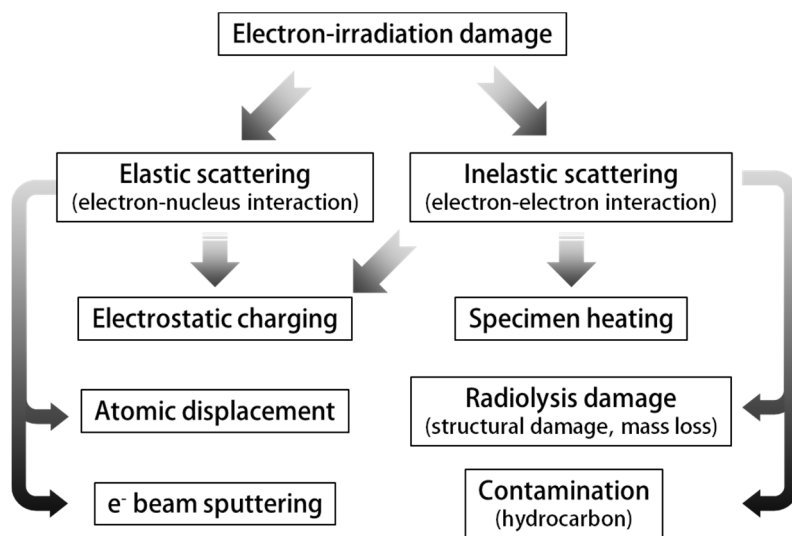 Electron-irradiation damage
Elastic scattering
(electron-nucleus interaction)
Inelastic scattering
(electron-electron interaction)
Electrostatic charging
Specimen heating
Atomic displacement
Radiolysis damage
(structural damage, mass loss)
e⁻ beam sputtering
Contamination
(hydrocarbon)